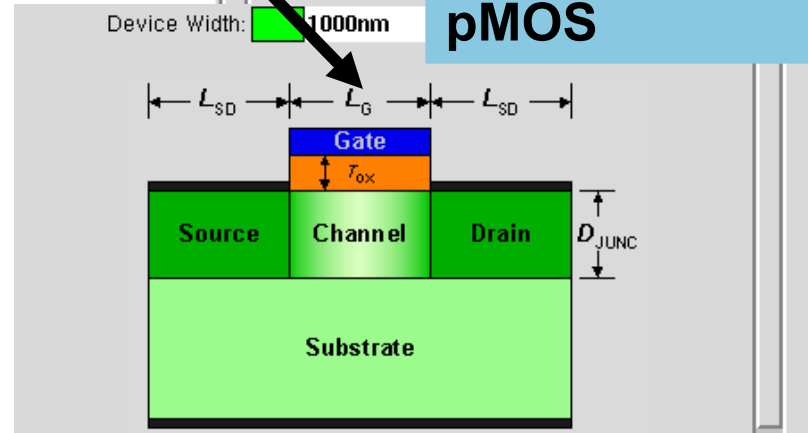 Device Width: 1000nm
pMOS
L_SD L_G L_SD
Gate
T_ox
Source Channel Drain D_JUNC
Substrate